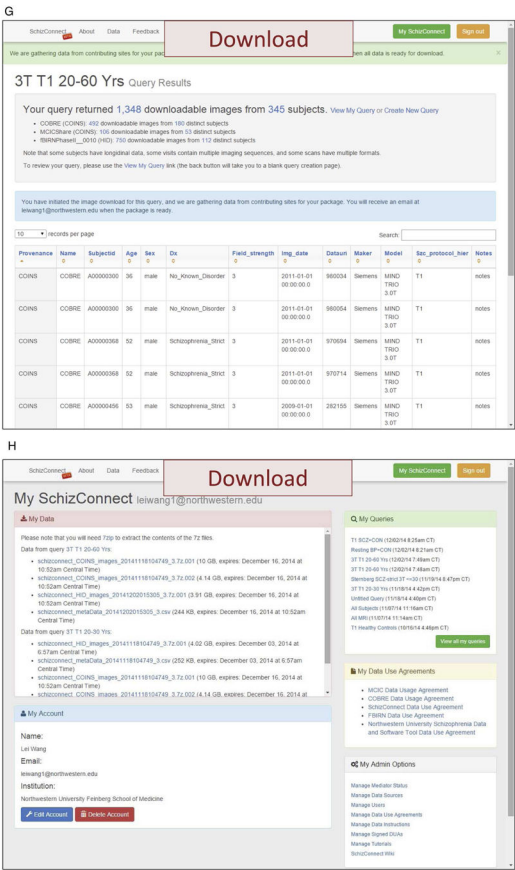 G
SchizConnect About Data Feedback Download My SchizConnect Sign out
We are gathering data from contributing sites for your pac hen all data is ready for download. ×
3T T1 20-60 Yrs Query Results
Your query returned 1,348 downloadable images from 345 subjects. View My Query or Create New Query
• COBRE (COINS): 492 downloadable images from 180 distinct subjects
• MCICShare (COINS): 106 downloadable images from 53 distinct subjects
• fBIRNPhaseII__0010 (HID): 750 downloadable images from 112 distinct subjects
Note that some subjects have longistinal data, some visits contain multiple imaging sequences, and some scans have multiple formats.
To review your query, please use the View My Query link (the back button will take you to a blank query creation page).
You have initiated the image download for this query, and we are gathering data from contributing sites for your package. You will receive an email at
leiwang1@northwestern.edu when the package is ready.
10 records per page Search:
Provenance Name Subjectid Age Sex Dx Field_strength Img_date Datauri Maker Model Szc_protocol_hier Notes
COINS COBRE A00000300 36 male No_Known_Disorder 3 2011-01-01 00:00:00.0 980034 Siemens MIND TRIO 3.0T T1 notes
COINS COBRE A00000300 36 male No_Known_Disorder 3 2011-01-01 00:00:00.0 980054 Siemens MIND TRIO 3.0T T1 notes
COINS COBRE A00000368 52 male Schizophrenia_Strict 3 2011-01-01 00:00:00.0 970694 Siemens MIND TRIO 3.0T T1 notes
COINS COBRE A00000368 52 male Schizophrenia_Strict 3 2011-01-01 00:00:00.0 970714 Siemens MIND TRIO 3.0T T1 notes
COINS COBRE A00000456 53 male Schizophrenia_Strict 3 2009-01-01 00:00:00.0 282155 Siemens MIND TRIO 3.0T T1 notes
H
SchizConnect About Data Feedback Download My SchizConnect Sign out
My SchizConnect leiwang1@northwestern.edu
My Data
Please note that you will need 7zip to extract the contents of the 7z files.
Data from query 3T T1 20-60 Yrs:
• schizconnect_COINS_images_20141118104749_3.7z.001 (10 GB, expires: December 16, 2014 at
10:52am Central Time)
• schizconnect_COINS_images_20141118104749_3.7z.002 (4.14 GB, expires: December 16, 2014 at
10:52am Central Time)
• schizconnect_HID_images_20141202015305_3.7z.001 (3.91 GB, expires: December 16, 2014 at
10:52am Central Time)
• schizconnect_metaData_20141202015305_3.csv (244 KB, expires: December 16, 2014 at 10:52am
Central Time)
Data from query 3T T1 20-30 Yrs:
• schizconnect_HID_images_20141118104749_3.7z.001 (4.02 GB, expires: December 03, 2014 at
6:57am Central Time)
• schizconnect_metaData_20141118104749_3.csv (252 KB, expires: December 03, 2014 at 6:57am
Central Time)
• schizconnect_COINS_images_20141118104749_3.7z.001 (10 GB, expires: December 16, 2014 at
10:52am Central Time)
• schizconnect_COINS_images_20141118104749_3.7z.002 (4.14 GB, expires: December 16, 2014 at
My Account
Name:
Lei Wang
Email:
leiwang1@northwestern.edu
Institution:
Northwestern University Feinberg School of Medicine
Edit Account Delete Account
My Queries
T1 SCZ+CON (12/02/14 8:25am CT)
Resting BP+CON (12/02/14 8:21am CT)
3T T1 20-60 Yrs (12/02/14 7:49am CT)
3T T1 20-60 Yrs (12/02/14 7:48am CT)
Sternberg SCZ-strict 3T <=30 (11/19/14 8:47pm CT)
3T T1 20-30 Yrs (11/18/14 4:42pm CT)
Untitled Query (11/18/14 4:40pm CT)
All Subjects (11/07/14 11:16am CT)
All MRI (11/07/14 11:14am CT)
T1 Healthy Controls (10/16/14 4:46pm CT)
View all my queries
My Data Use Agreements
• MCIC Data Usage Agreement
• COBRE Data Usage Agreement
• SchizConnect Data Use Agreement
• FBIRN Data Use Agreement
• Northwestern University Schizophrenia Data
and Software Tool Data Use Agreement
My Admin Options
Manage Mediator Status
Manage Data Sources
Manage Users
Manage Data Use Agreements
Manage Data Instructions
Manage Signed DUAs
Manage Tutorials
SchizConnect Wiki